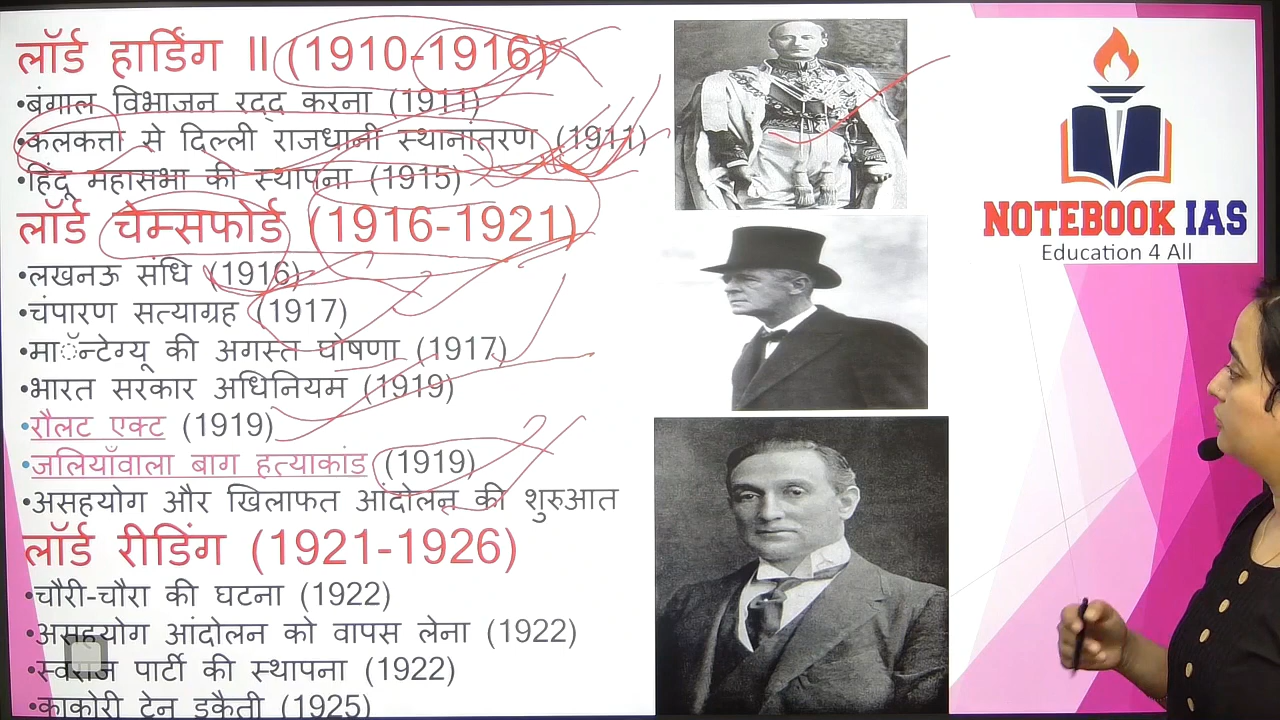 लॉर्ड हार्डिंग II (1910-1916)
•बंगाल विभाजन रद्द करना (1911)
•कलकत्ता से दिल्ली राजधानी स्थानांतरण (1911)
•हिंदू महासभा की स्थापना (1915)
लॉर्ड चेम्सफोर्ड (1916-1921)
•लखनऊ संधि (1916)
•चंपारण सत्याग्रह (1917)
•माॅन्टेग्यू की अगस्त घोषणा (1917)
•भारत सरकार अधिनियम (1919)
•रौलट एक्ट (1919)
•जलियाँवाला बाग हत्याकांड (1919)
•असहयोग और खिलाफत आंदोलन की शुरुआत
लॉर्ड रीडिंग (1921-1926)
•चौरी-चौरा की घटना (1922)
•असहयोग आंदोलन को वापस लेना (1922)
•स्वराज पार्टी की स्थापना (1922)
•काकोरी ट्रेन डकैती (1925)
NOTEBOOK IAS
Education 4 All